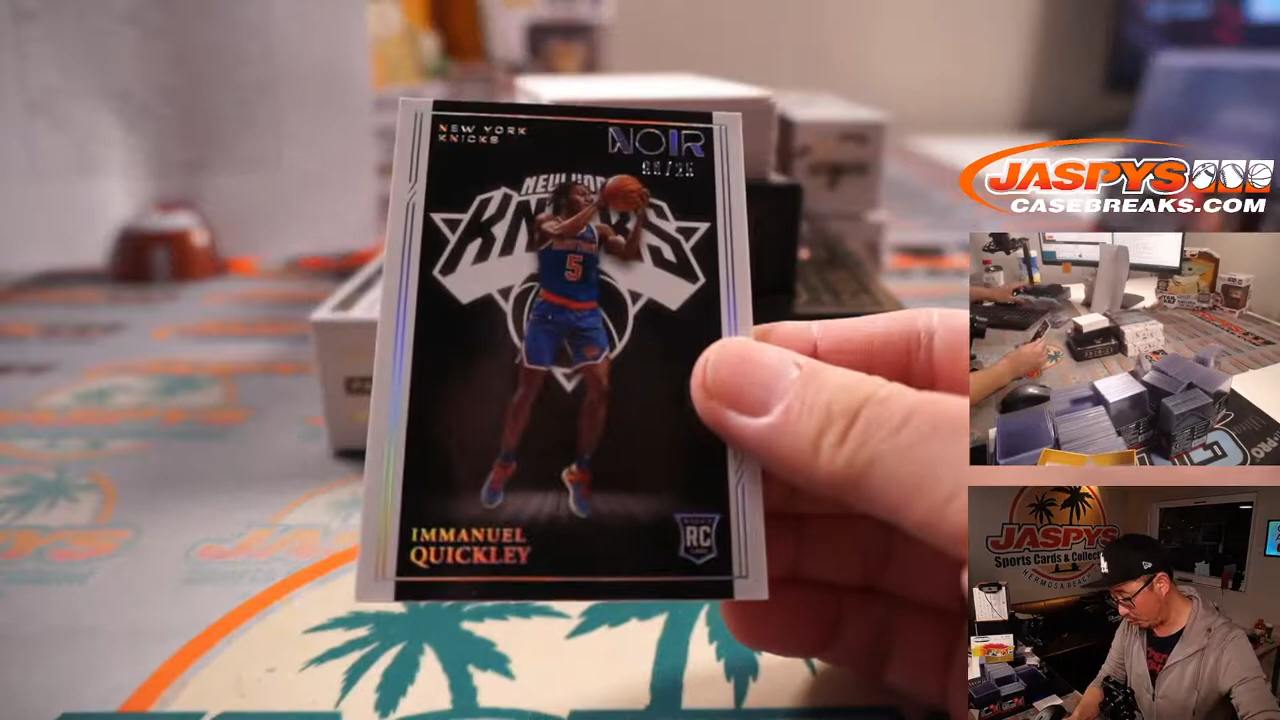 NEW YORK
KNICKS
NOIR
NEW YORK
KNICKS
5
IMMANUEL
QUICKLEY
RC
JASPYS
CASEBREAKS.COM
JASPYS
Sports Cards & Collect
HERMOSA BEACH